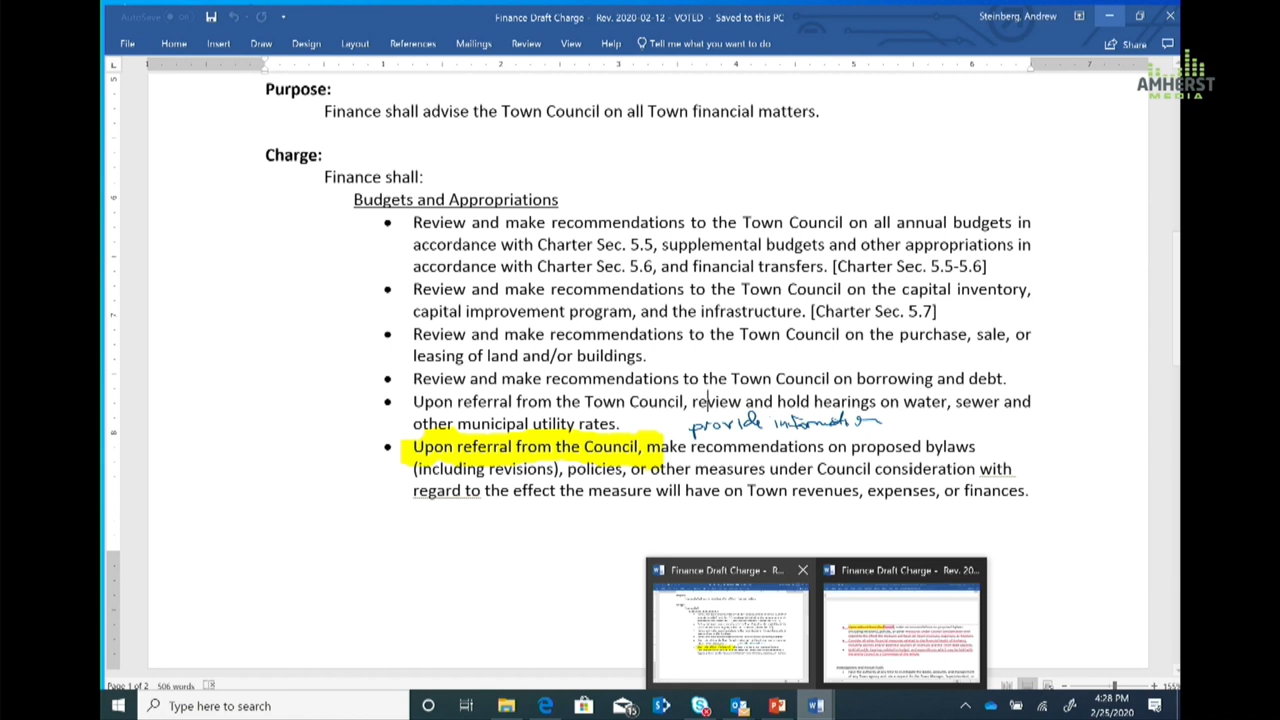 AutoSave
Finance Draft Charge - Rev. 2020-02-12 - VOTED - Saved to this PC
Steinberg, Andrew
File Home Insert Draw Design Layout References Mailings Review View Help Tell me what you want to do Share
AMHERST
MEDIA
Purpose:
Finance shall advise the Town Council on all Town financial matters.
Charge:
Finance shall:
Budgets and Appropriations
• Review and make recommendations to the Town Council on all annual budgets in
accordance with Charter Sec. 5.5, supplemental budgets and other appropriations in
accordance with Charter Sec. 5.6, and financial transfers. [Charter Sec. 5.5-5.6]
• Review and make recommendations to the Town Council on the capital inventory,
capital improvement program, and the infrastructure. [Charter Sec. 5.7]
• Review and make recommendations to the Town Council on the purchase, sale, or
leasing of land and/or buildings.
• Review and make recommendations to the Town Council on borrowing and debt.
• Upon referral from the Town Council, review and hold hearings on water, sewer and
other municipal utility rates.
provide information
• Upon referral from the Council, make recommendations on proposed bylaws
(including revisions), policies, or other measures under Council consideration with
regard to the effect the measure will have on Town revenues, expenses, or finances.
Finance Draft Charge - R... Finance Draft Charge - Rev. 20...
Page 1 of 2 506 words 155%
Type here to search
4:28 PM
2/25/2020